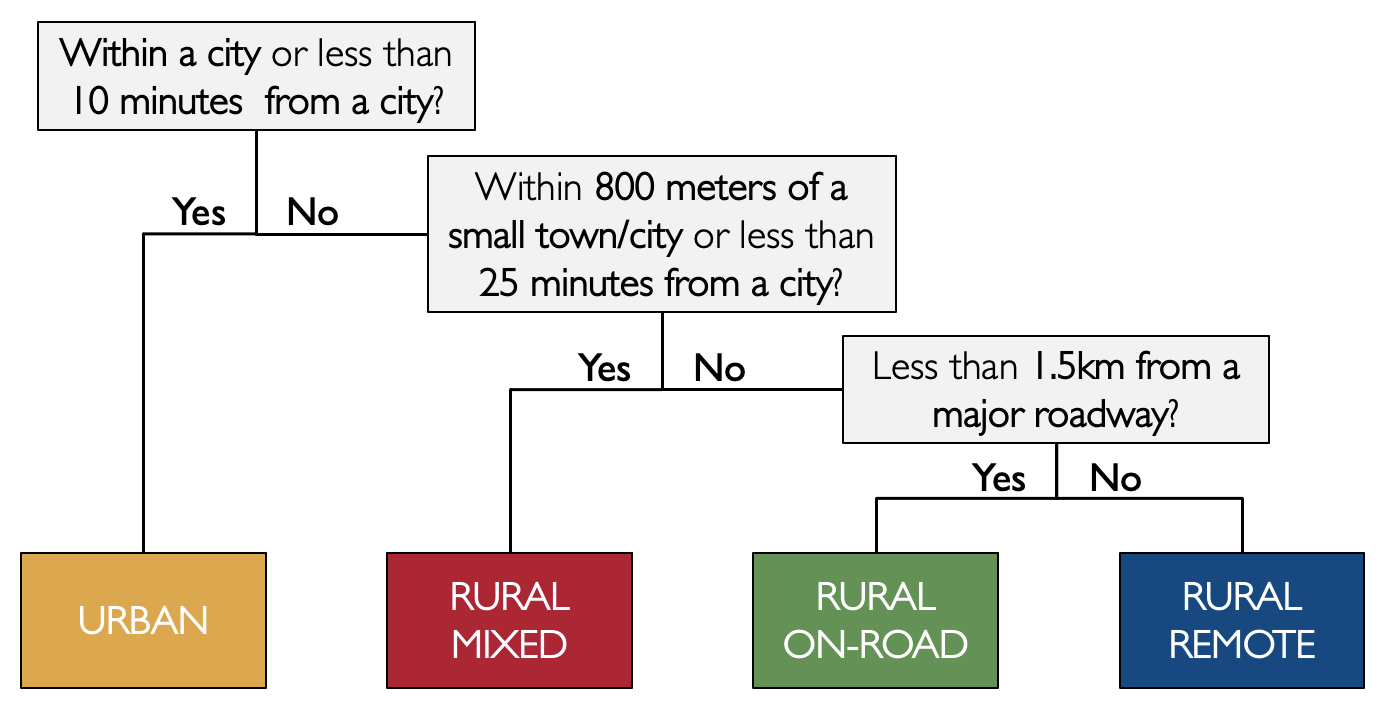 Within a city or less than
10 minutes  from a city?
Yes
No
Within 800 meters of a
small town/city or less than
25 minutes from a city?
Yes
No
Less than 1.5km from a
major roadway?
Yes
No
URBAN
RURAL
MIXED
RURAL
ON-ROAD
RURAL
REMOTE